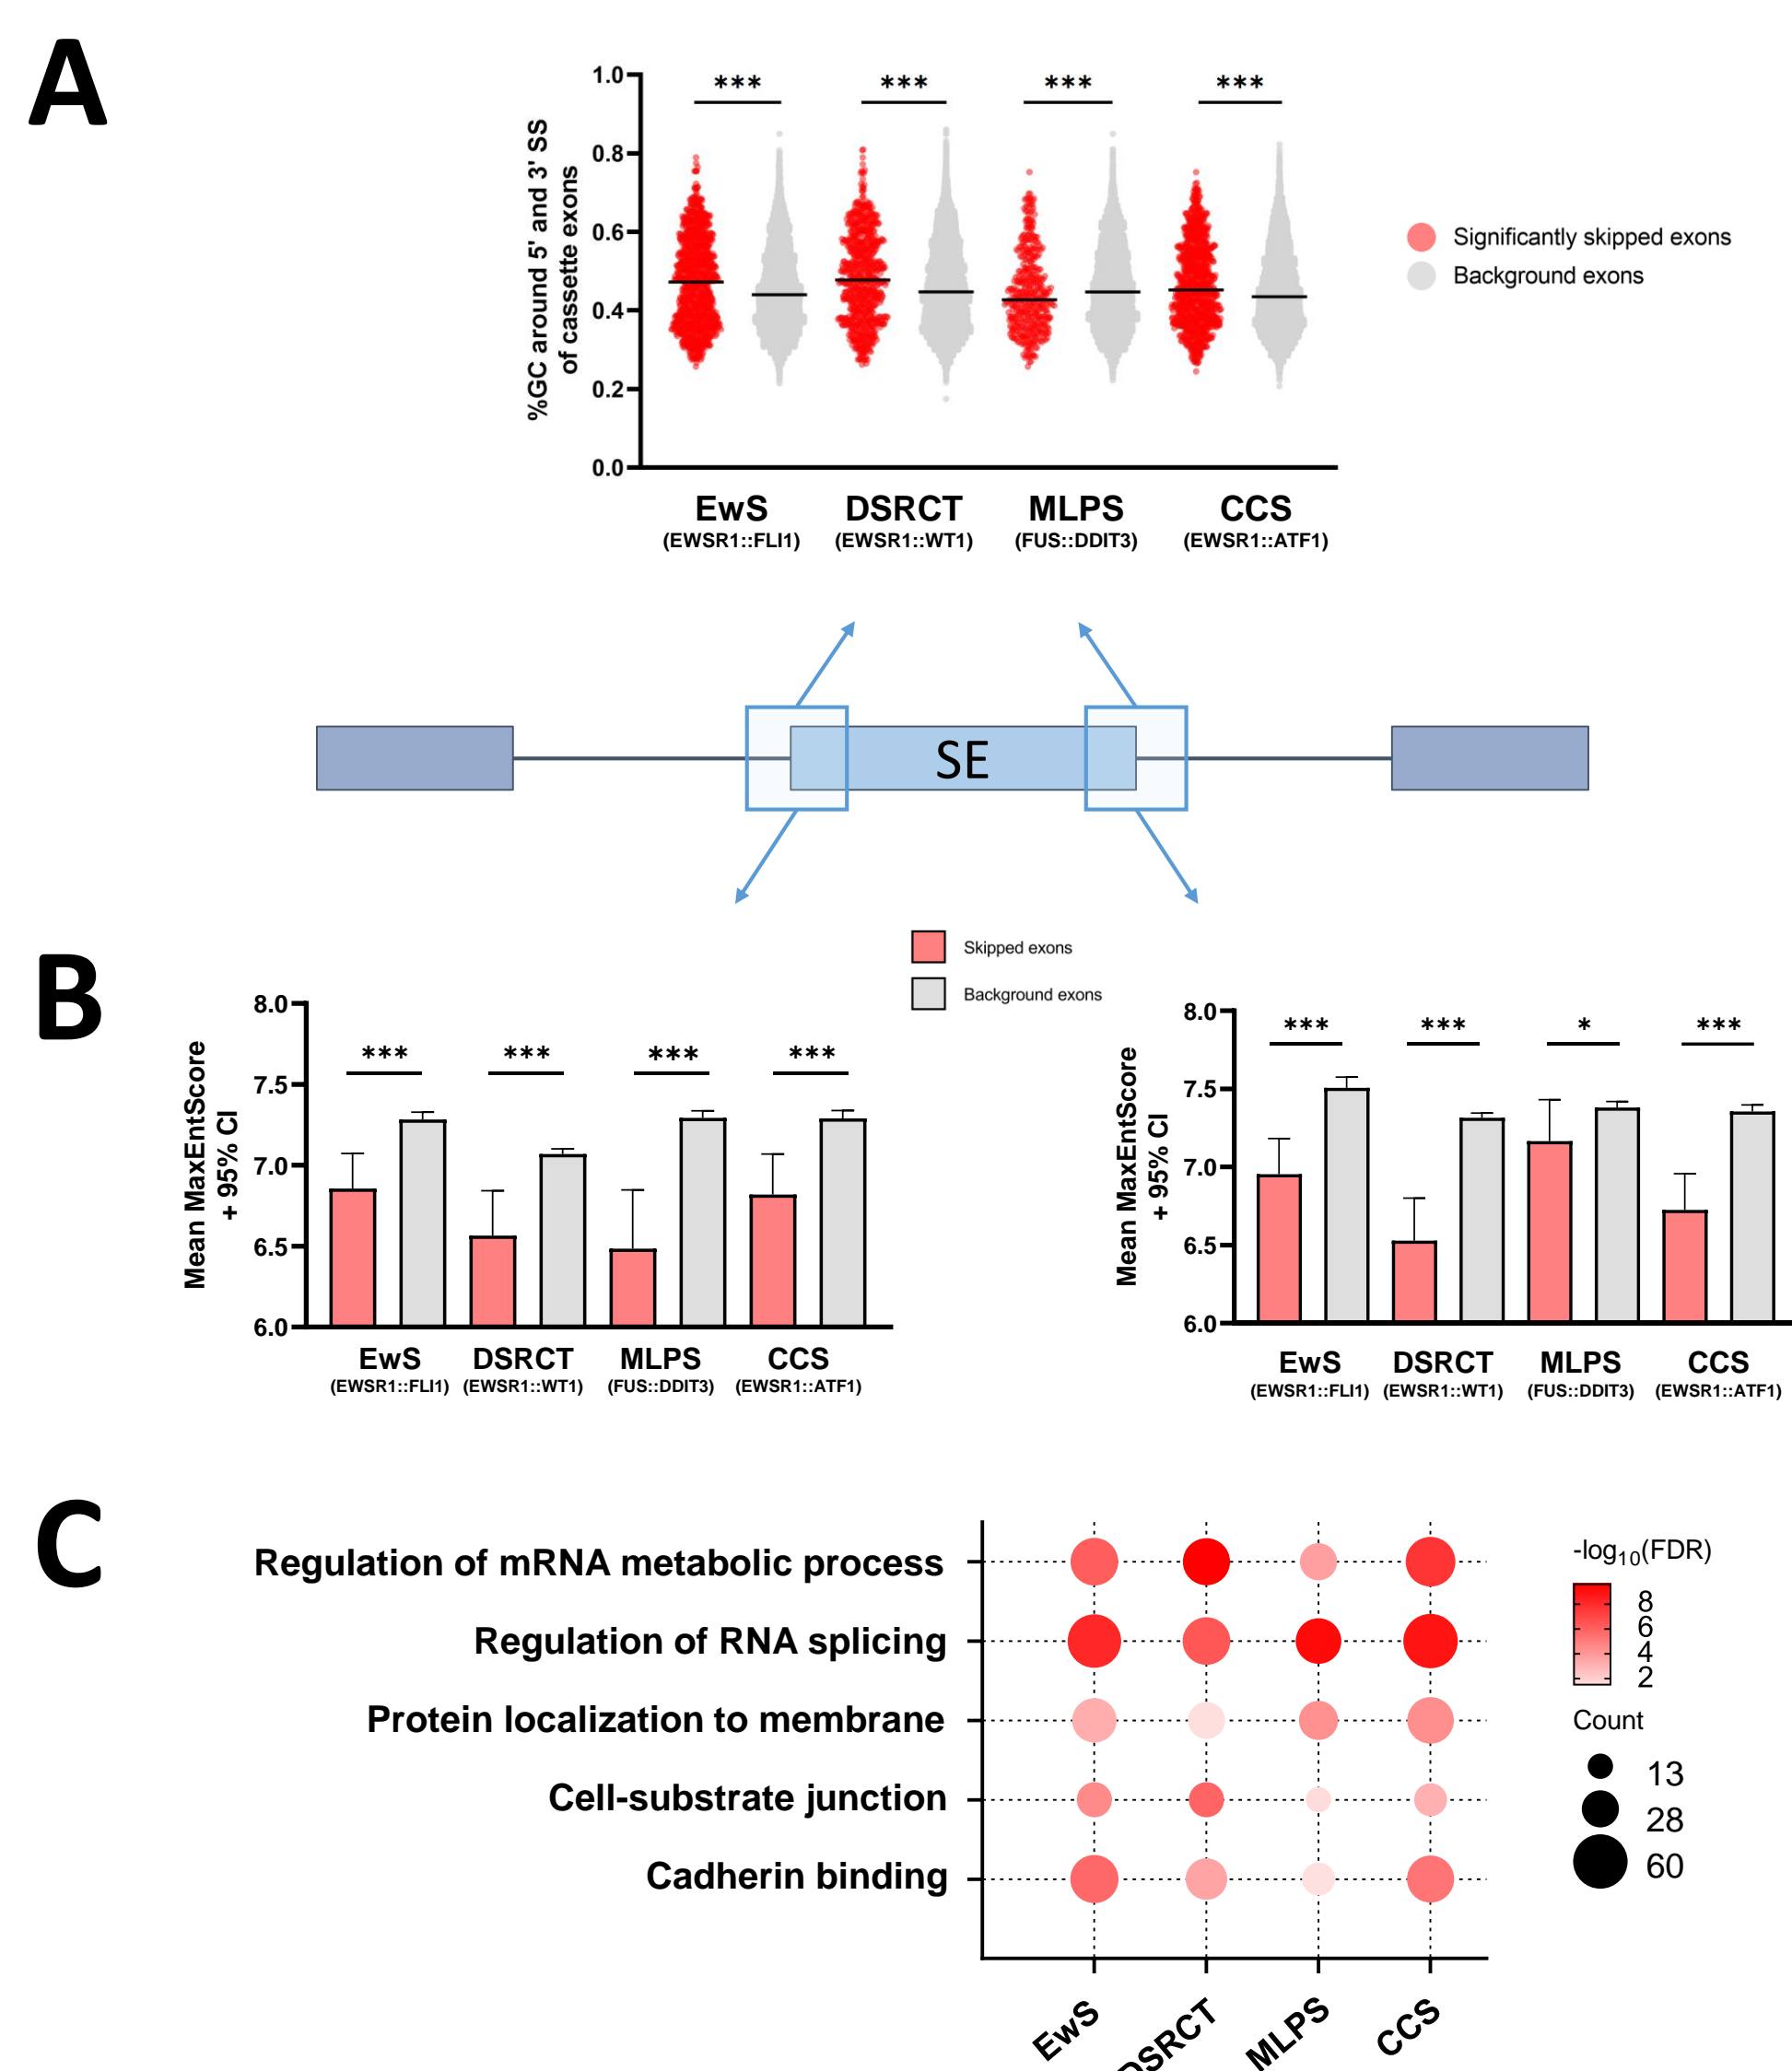 A
1.0
0.8
0.6
0.4
0.2
0.0
%GC around 5' and 3' SS
of cassette exons
*** *** *** ***
Significantly skipped exons
Background exons
EwS DSRCT MLPS CCS
(EWSR1::FLI1) (EWSR1::WT1) (FUS::DDIT3) (EWSR1::ATF1)
SE
B
Skipped exons
Background exons
Mean MaxEntScore
+ 95% CI
8.0
7.5
7.0
6.5
6.0
*** *** *** ***
EwS DSRCT MLPS CCS
(EWSR1::FLI1) (EWSR1::WT1) (FUS::DDIT3) (EWSR1::ATF1)
Mean MaxEntScore
+ 95% CI
8.0
7.5
7.0
6.5
6.0
*** *** * ***
EwS DSRCT MLPS CCS
(EWSR1::FLI1) (EWSR1::WT1) (FUS::DDIT3) (EWSR1::ATF1)
C
Regulation of mRNA metabolic process
Regulation of RNA splicing
Protein localization to membrane
Cell-substrate junction
Cadherin binding
EwS DSRCT MLPS CCS
-log10(FDR)
8
6
4
2
Count
13
28
60